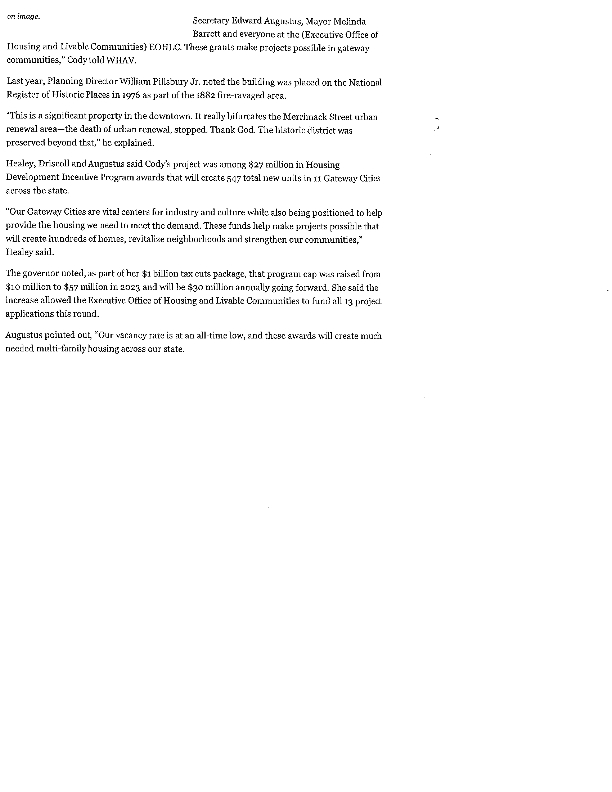 on image.
Secretary Edward Augustus, Mayor Melinda
Barrett and everyone at the (Executive Office of
Housing and Livable Communities) EOHLC. These grants make projects possible in gateway
communities," Cody told WHAV.
Last year, Planning Director William Pillsbury Jr. noted the building was placed on the National
Register of Historic Places in 1976 as part of the 1882 fire-ravaged area.
"This is a significant property in the downtown. It really bifurcates the Merrimack Street urban
renewal area—the death of urban renewal, stopped. Thank God. The historic district was
preserved beyond that," he explained.
Healey, Driscoll and Augustus said Cody's project was among $27 million in Housing
Development Incentive Program awards that will create 547 total new units in 11 Gateway Cities
across the state.
"Our Gateway Cities are vital centers for industry and culture while also being positioned to help
provide the housing we need to meet the demand. These funds help make projects possible that
will create hundreds of homes, revitalize neighborhoods and strengthen our communities,"
Healey said.
The governor noted, as part of her $1 billion tax cuts package, that program cap was raised from
$10 million to $57 million in 2023 and will be $30 million annually going forward. She said the
increase allowed the Executive Office of Housing and Livable Communities to fund all 13 project
applications this round.
Augustus pointed out, "Our vacancy rate is at an all-time low, and these awards will create much
needed multi-family housing across our state.